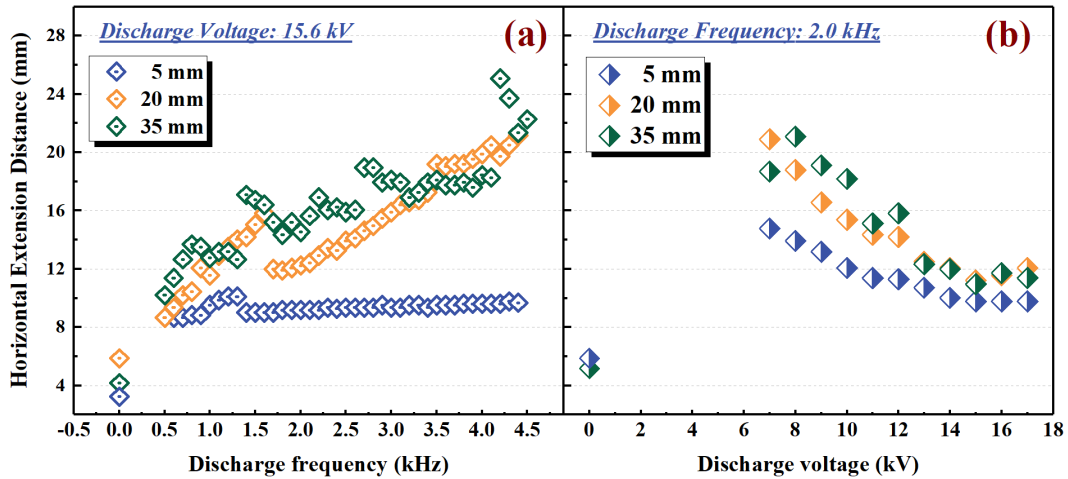 Discharge Voltage: 15.6 kV
(a)
5 mm
20 mm
35 mm
Horizontal Extension Distance (mm)
28
24
20
16
12
8
4
-0.5 0.0 0.5 1.0 1.5 2.0 2.5 3.0 3.5 4.0 4.5
Discharge frequency (kHz)
Discharge Frequency: 2.0 kHz
(b)
5 mm
20 mm
35 mm
0 2 4 6 8 10 12 14 16 18
Discharge voltage (kV)